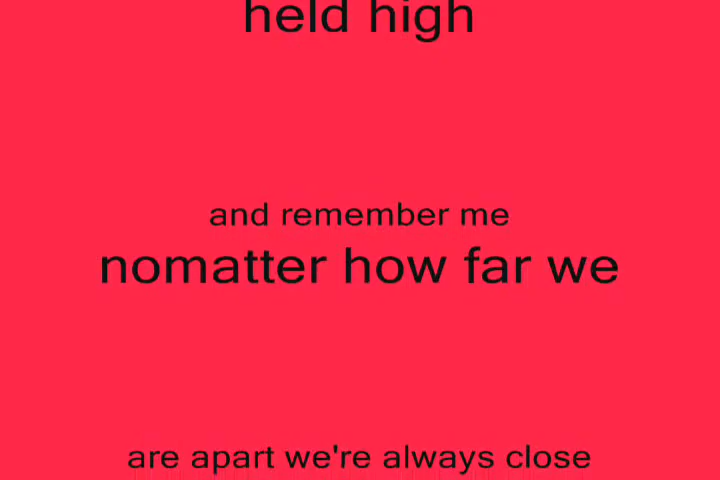 held high
and remember me
nomatter how far we
are apart we're always close